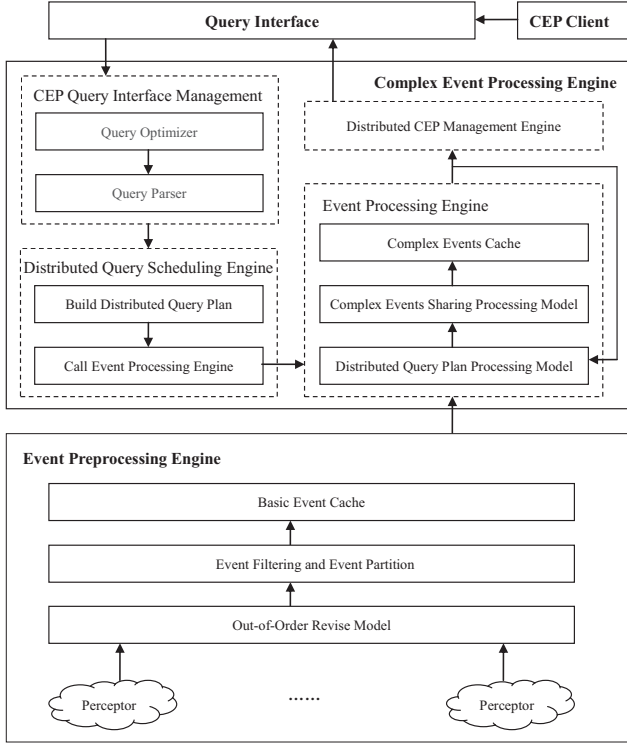 Query Interface
CEP Client
Complex Event Processing Engine
CEP Query Interface Management
Query Optimizer
Query Parser
Distributed Query Scheduling Engine
Build Distributed Query Plan
Call Event Processing Engine
Distributed CEP Management Engine
Event Processing Engine
Complex Events Cache
Complex Events Sharing Processing Model
Distributed Query Plan Processing Model
Event Preprocessing Engine
Basic Event Cache
Event Filtering and Event Partition
Out-of-Order Revise Model
Perceptor
……
Perceptor